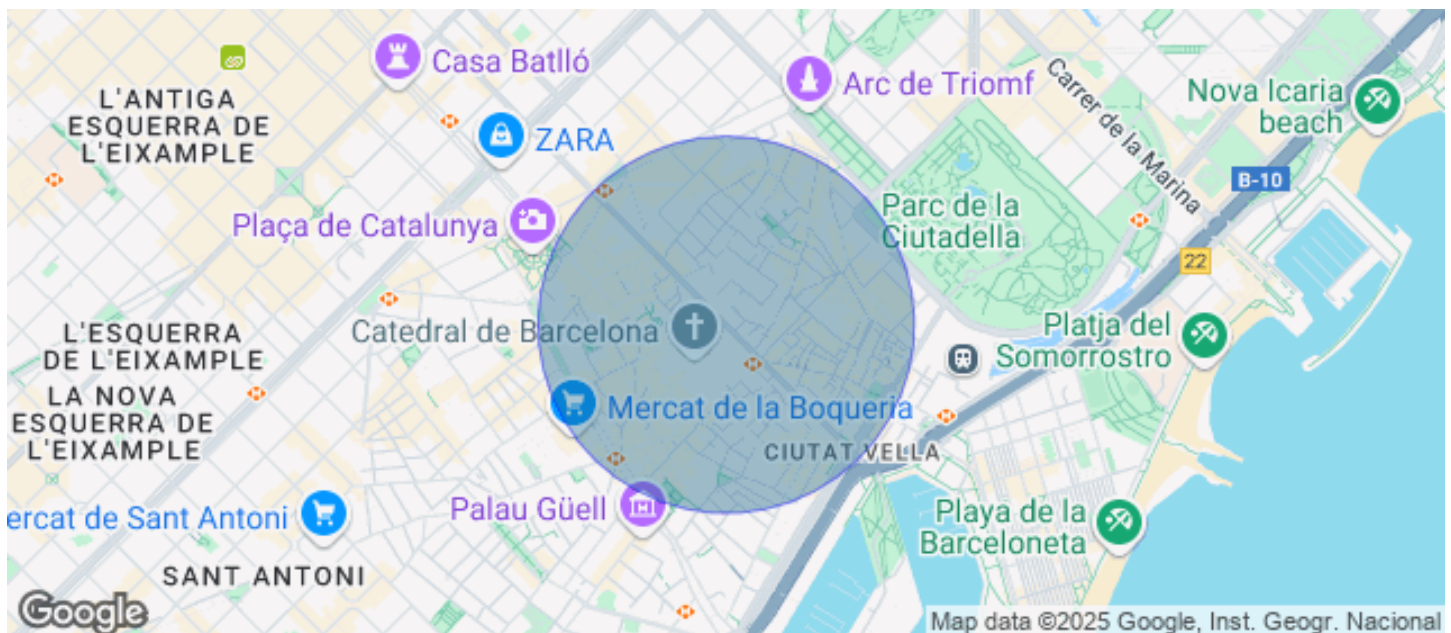 Casa Batlló
Arc de Triomf
Carrer de la Marina
Nova Icaria
beach
L'ANTIGA
ESQUERRA DE
L'EIXAMPLE
ZARA
B-10
Plaça de Catalunya
Parc de la
Ciutadella
22
L'ESQUERRA
DE L'EIXAMPLE
Catedral de Barcelona
Platja del
Somorrostro
LA NOVA
ESQUERRA DE
L'EIXAMPLE
Mercat de la Boqueria
CIUTAT VELLA
ercat de Sant Antoni
Palau Güell
Playa de la
Barceloneta
SANT ANTONI
Google
Map data ©2025 Google, Inst. Geogr. Nacional